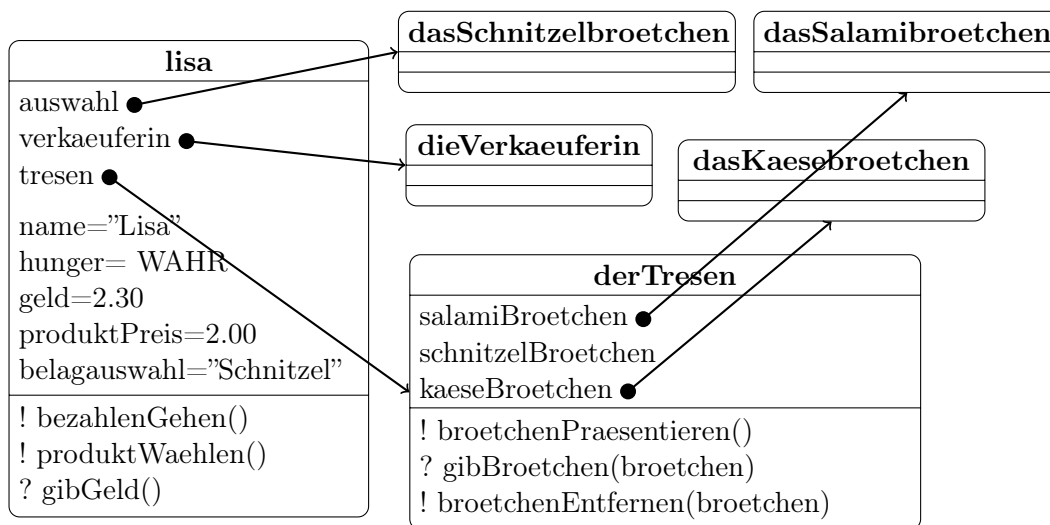 lisa
auswahl
verkaeuferin
tresen
name=”Lisa”
hunger= WAHR
geld=2.30
produktPreis=2.00
belagauswahl=”Schnitzel”
! bezahlenGehen()
! produktWaehlen()
? gibGeld()
dasSchnitzelbroetchen
dasSalamibroetchen
dieVerkaeuferin
dasKaesebroetchen
derTresen
salamiBroetchen
schnitzelBroetchen
kaeseBroetchen
! broetchenPraesentieren()
? gibBroetchen(broetchen)
! broetchenEntfernen(broetchen)